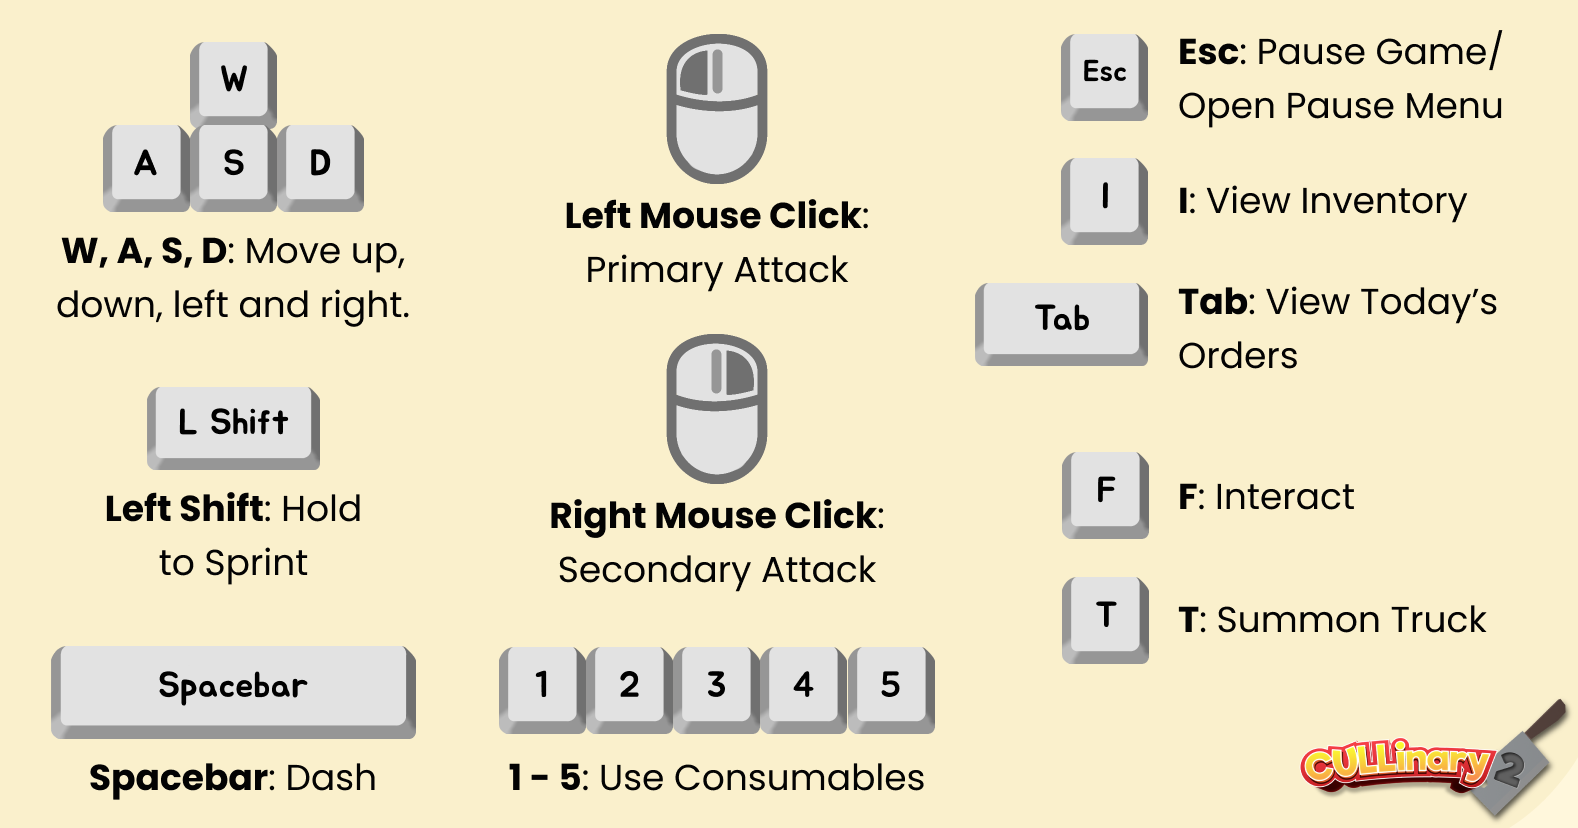 W
A S D
W, A, S, D: Move up,
down, left and right.
L Shift
Left Shift: Hold
to Sprint
Spacebar
Spacebar: Dash
Left Mouse Click:
Primary Attack
Right Mouse Click:
Secondary Attack
1 2 3 4 5
1 - 5: Use Consumables
Esc
Esc: Pause Game/
Open Pause Menu
I
I: View Inventory
Tab
Tab: View Today's
Orders
F
F: Interact
T
T: Summon Truck
CULLinary 2